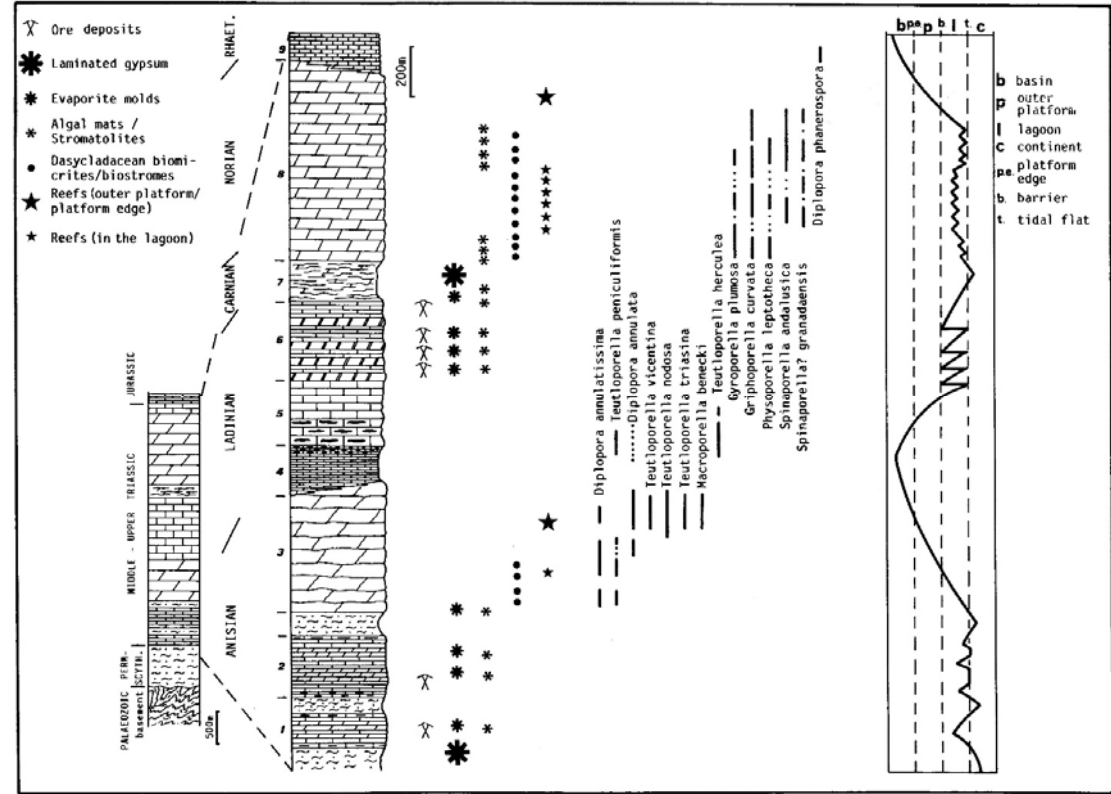 Ore deposits
Laminated gypsum
Evaporite molds
Algal mats /
Stromatolites
Dasycladacean biomi-
crites/biostromes
Reefs (outer platform/
platform edge)
Reefs (in the lagoon)
JURASSIC
MIDDLE - UPPER TRIASSIC
PERM-
SCYTH.
PALAEOZOIC
basement
500m
RHAET.
NORIAN
CARNIAN
LADINIAN
ANISIAN
9
8
7
6
5
4
3
2
1
200m
Diplopora annulatissima
Teutloporella peniculiformis
Diplopora annulata
Teutloporella vicentina
Teutloporella nodosa
Teutloporella triasina
Macroporella benecki
Teutloporella herculea
Gyroporella plumosa
Griphoporella curvata
Physoporella leptotheca
Spinaporella andalusica
Spinaporella? granadaensis
Diplopora phanerospora
b p.e. p b. l t. c
b basin
p outer
platform
l lagoon
c continent
p.e. platform
edge
b. barrier
t. tidal flat